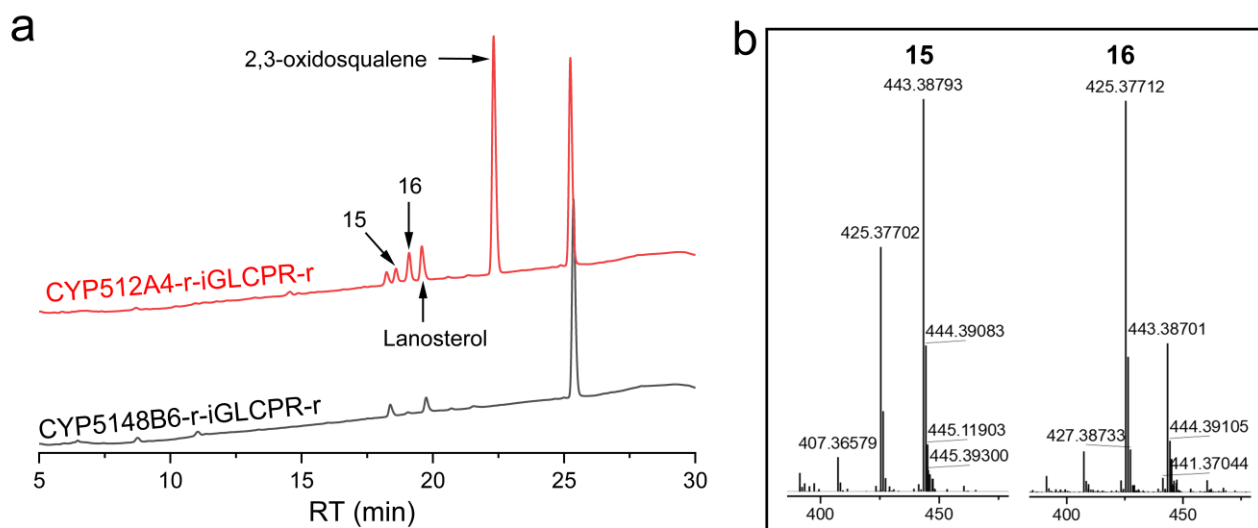 a
2,3-oxidosqualene
16
15
CYP512A4-r-iGLCPR-r
Lanosterol
CYP5148B6-r-iGLCPR-r
5 10 15 20 25 30
RT (min)
b
15 16
443.38793
425.37702
444.39083
407.36579
445.11903
445.39300
400 450
425.37712
443.38701
427.38733
444.39105
441.37044
400 450